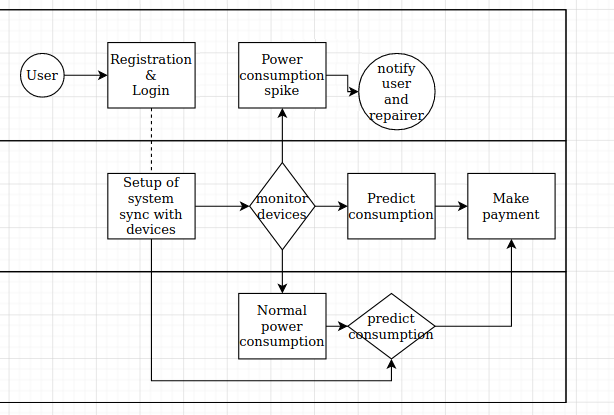 User
Registration
&
Login
Power
consumption
spike
notify
user
and
repairer
Setup of
system
sync with
devices
monitor
devices
Predict
consumption
Make
payment
Normal
power
consumption
predict
consumption